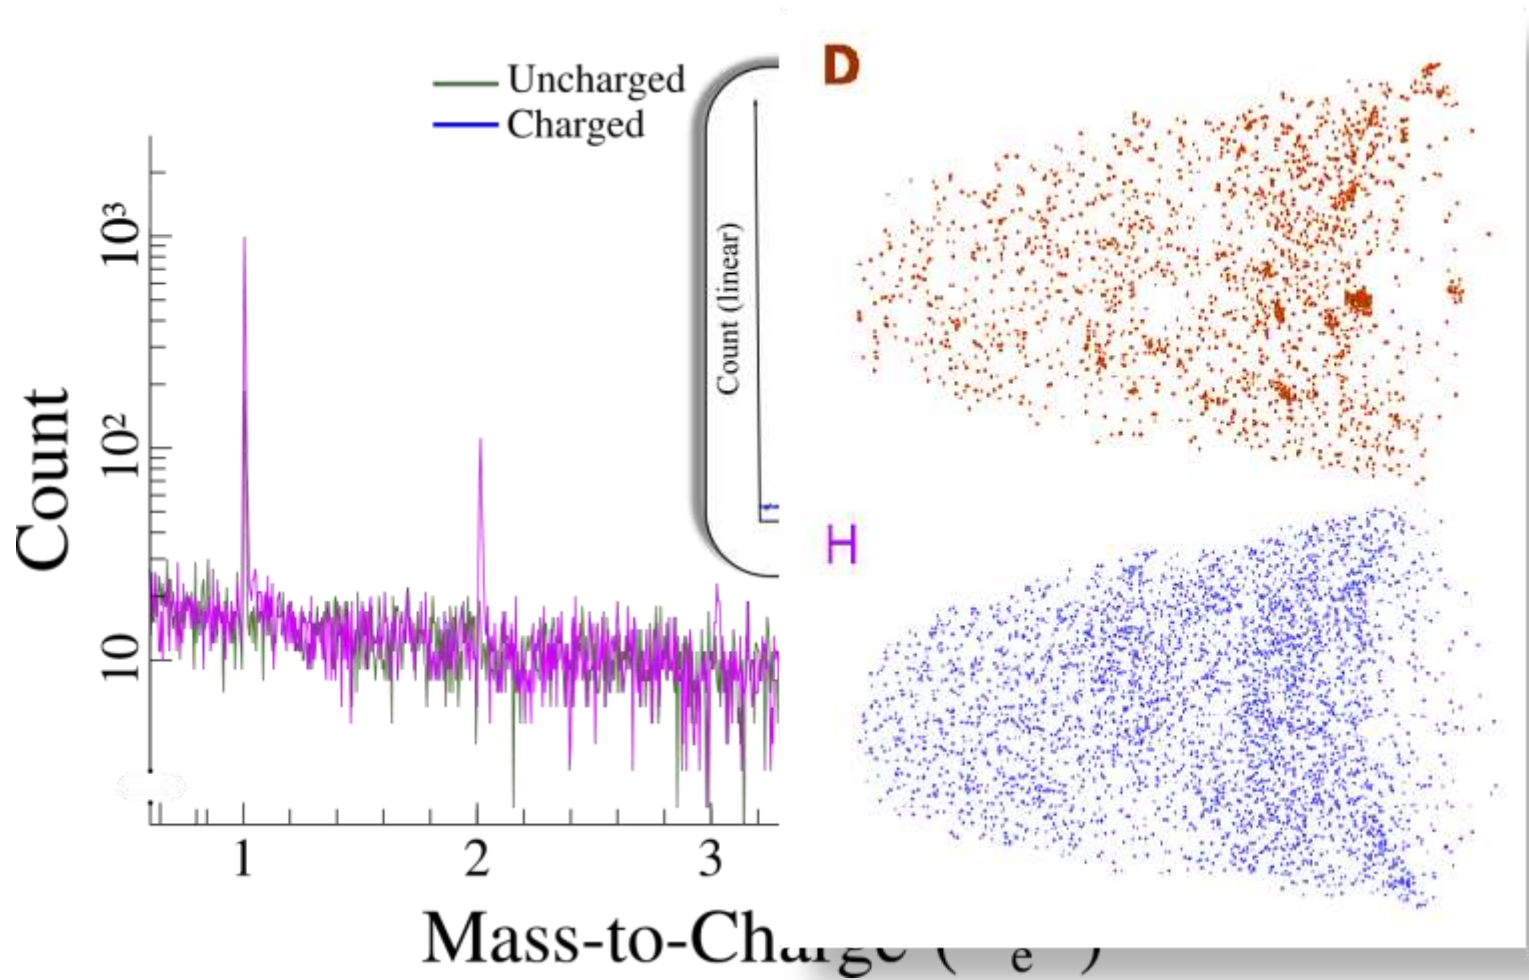 Uncharged
Charged
Count
10³
10²
10
1
2
3
Count (linear)
D
H
e )